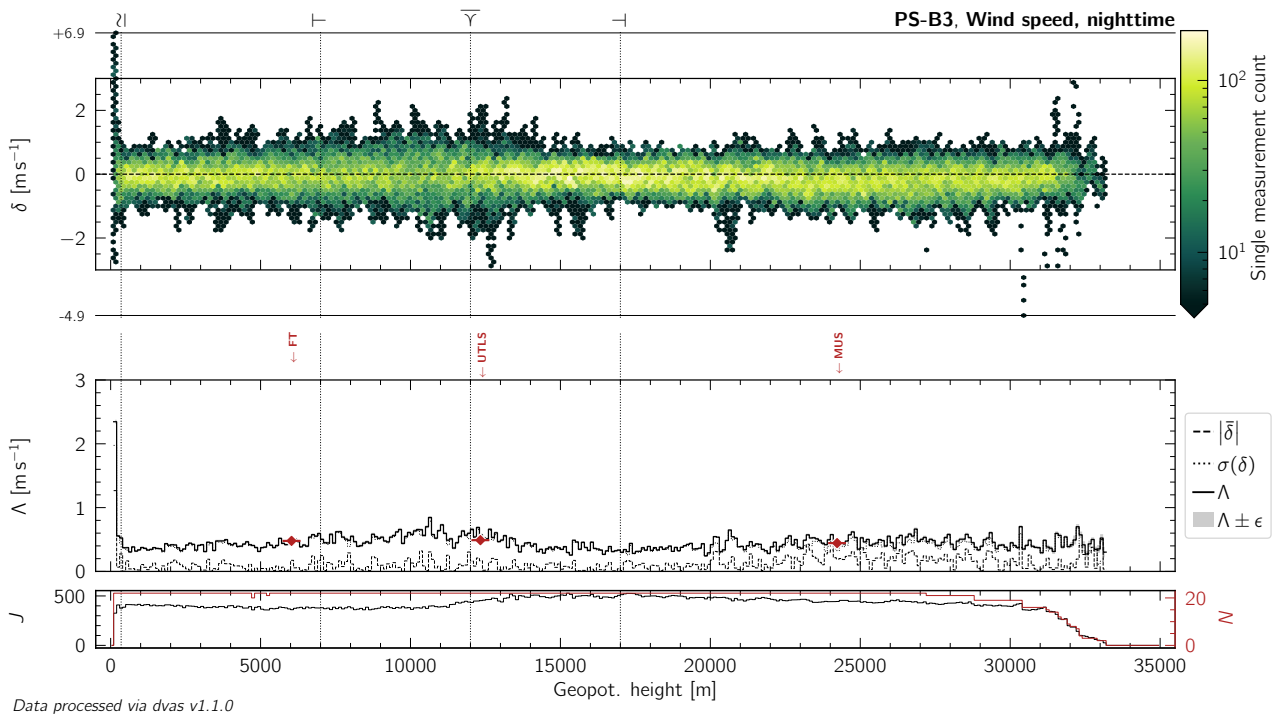 PS-B3, Wind speed, nighttime
+6.9
2
0
−2
δ [m s⁻¹]
-4.9
10²
10¹
Single measurement count
FT
UTLS
MUS
3
2
1
0
Λ [m s⁻¹]
|δ̄|
σ(δ)
Λ
Λ ± ϵ
500
0
J
20
0
N
0 5000 10000 15000 20000 25000 30000 35000
Geopot. height [m]
Data processed via dvas v1.1.0